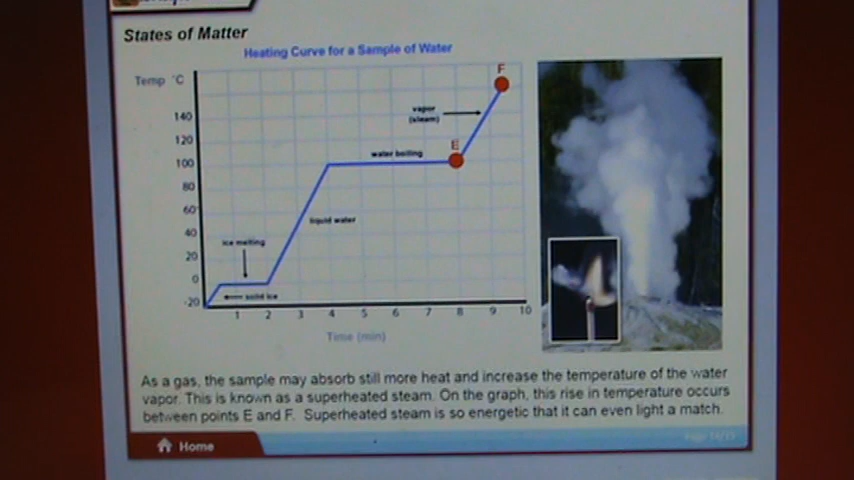 States of Matter
Heating Curve for a Sample of Water
Temp °C
F
vapor
(steam)
140
120
E
water boiling
100
80
60
liquid water
40
ice melting
20
0
solid ice
-20
1 2 3 4 5 6 7 8 9 10
Time (min)
As a gas, the sample may absorb still more heat and increase the temperature of the water
vapor. This is known as a superheated steam. On the graph, this rise in temperature occurs
between points E and F. Superheated steam is so energetic that it can even light a match.
Home
Page